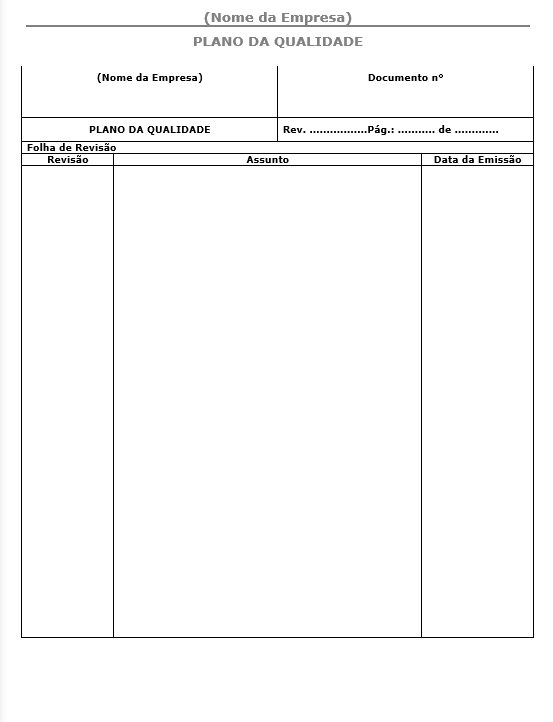 (Nome da Empresa)
PLANO DA QUALIDADE
(Nome da Empresa) Documento n°
PLANO DA QUALIDADE Rev. .................Pág.: ........... de .............
Folha de Revisão
Revisão Assunto Data da Emissão